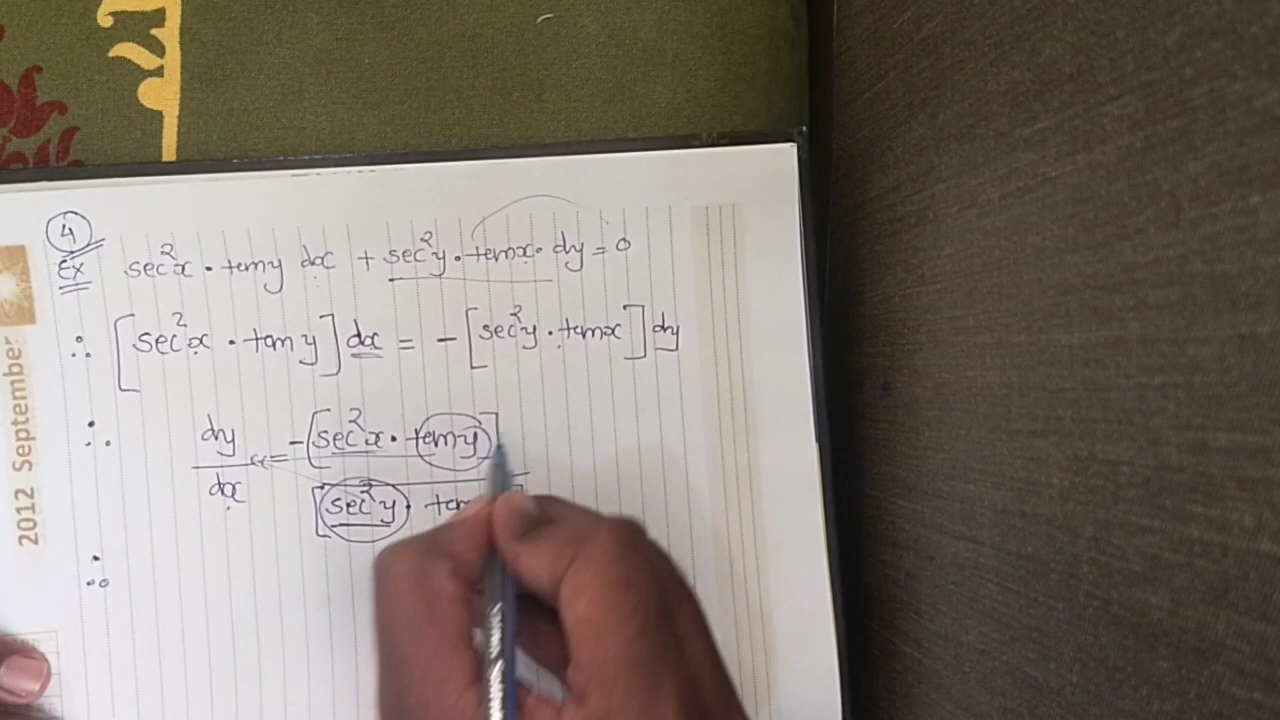 4
Ex sec²x · tany dx + sec²y · tanx · dy = 0
∴ [sec²x · tany] dx = - [sec²y · tanx] dy
∴ dy/dx = -[sec²x · tany]
[sec²y ·
∴
2012 September